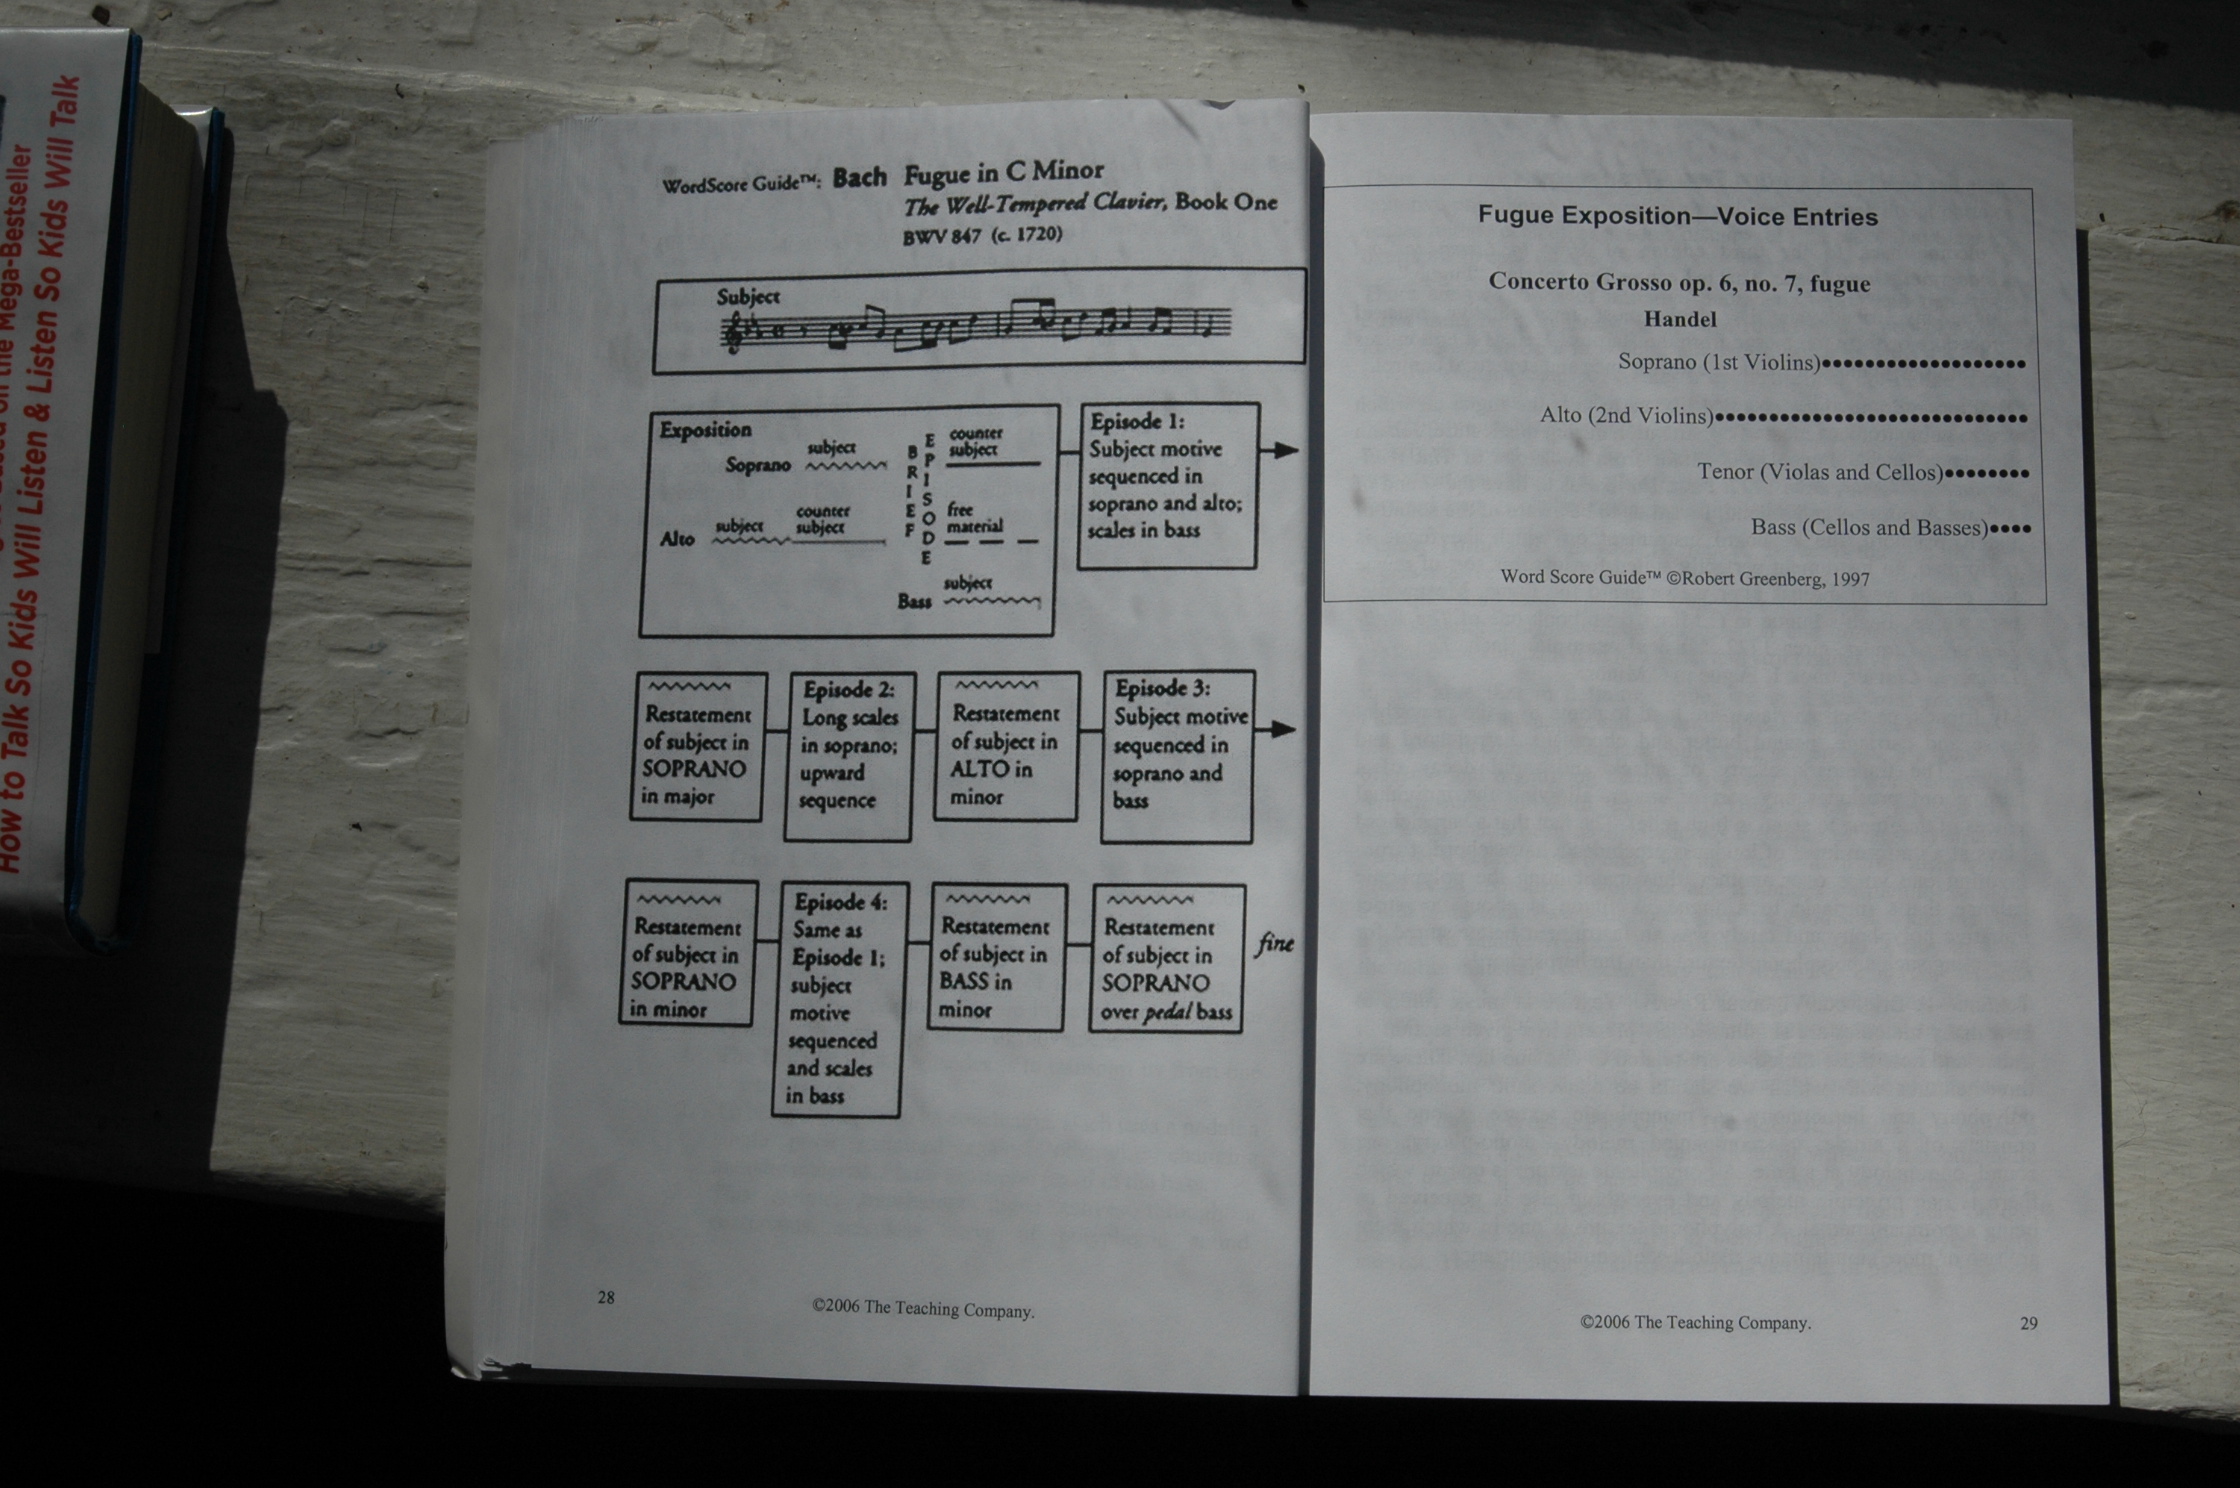 the Mega-Bestseller
How to Talk So Kids Will Listen & Listen So Kids Will Talk
WordScore Guide™: Bach Fugue in C Minor
The Well-Tempered Clavier, Book One
BWV 847 (c. 1720)
Subject
Exposition
Soprano
subject
Alto
subject
counter
subject
BRIEF
EPISODE
counter
subject
free
material
Bass
subject
Episode 1:
Subject motive
sequenced in
soprano and alto;
scales in bass
Restatement
of subject in
SOPRANO
in major
Episode 2:
Long scales
in soprano;
upward
sequence
Restatement
of subject in
ALTO in
minor
Episode 3:
Subject motive
sequenced in
soprano and
bass
Restatement
of subject in
SOPRANO
in minor
Episode 4:
Same as
Episode 1;
subject
motive
sequenced
and scales
in bass
Restatement
of subject in
BASS in
minor
Restatement
of subject in
SOPRANO
over pedal bass
fine
28
©2006 The Teaching Company.
Fugue Exposition—Voice Entries
Concerto Grosso op. 6, no. 7, fugue
Handel
Soprano (1st Violins)●●●●●●●●●●●●●●●●●●●
Alto (2nd Violins)●●●●●●●●●●●●●●●●●●●●●●●●●●●●●
Tenor (Violas and Cellos)●●●●●●●●
Bass (Cellos and Basses)●●●●
Word Score Guide™ ©Robert Greenberg, 1997
©2006 The Teaching Company.
29